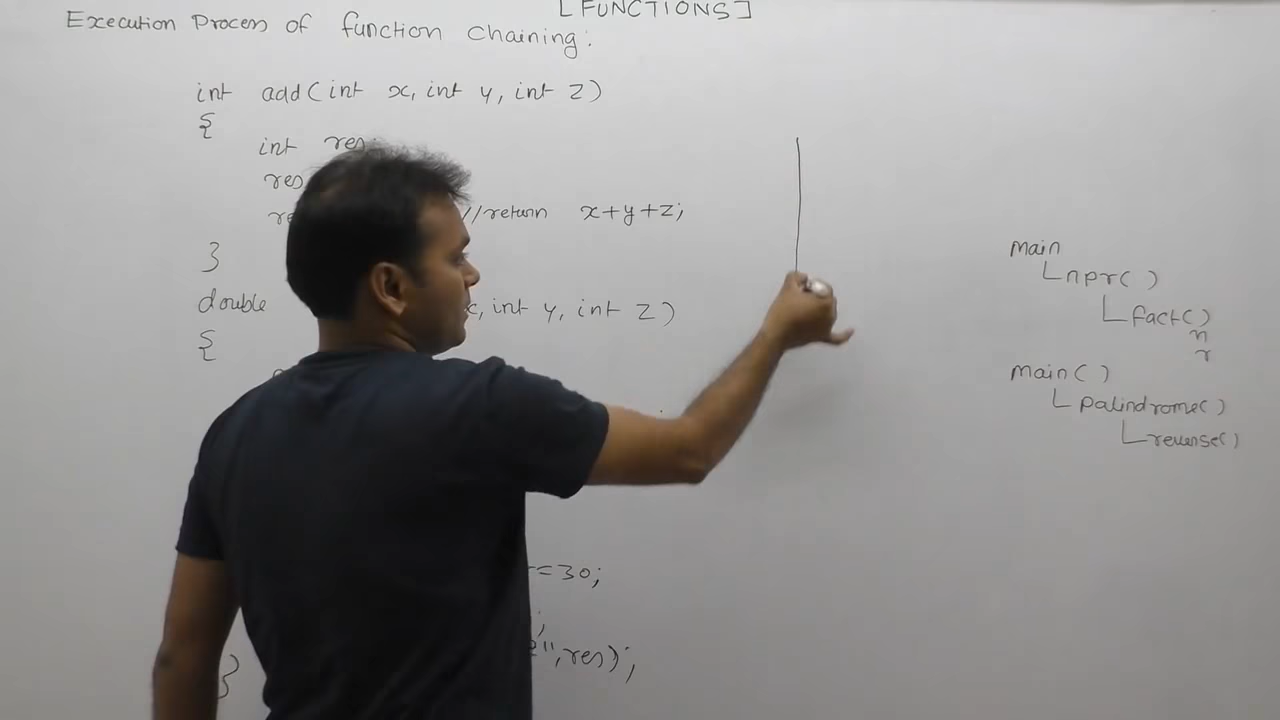 [FUNCTIONS]
Execution Process of function chaining:
int add(int x, int y, int z)
{
int res;
res
//return x+y+z;
}
double int y, int z)
{
=30;
;
",res);
}
main
npr( )
fact()
n
r
main( )
palindrome()
reverse()